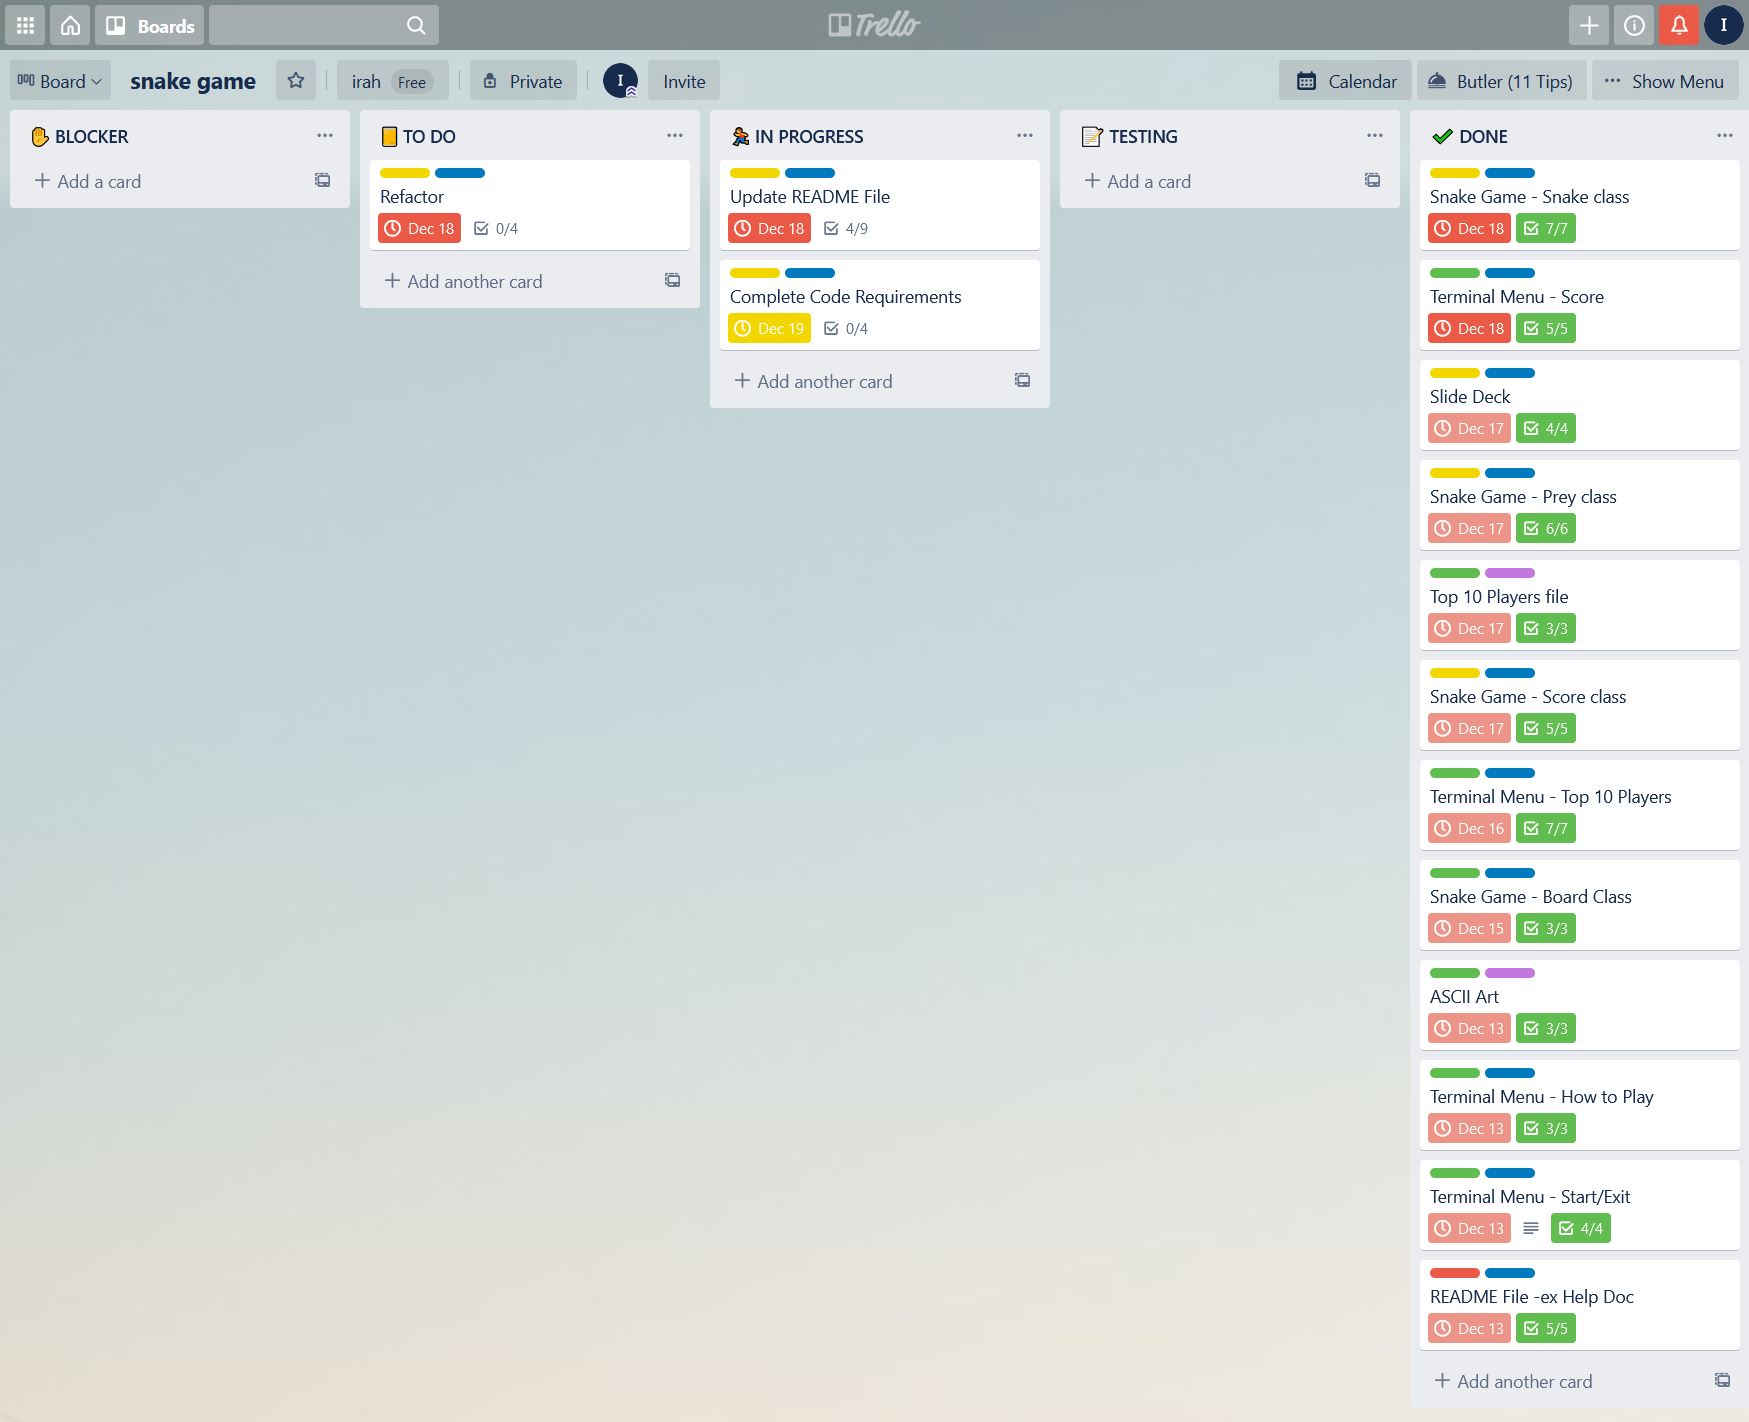 Boards
Trello
I
Board
snake game
irah Free
Private
I
Invite
Calendar
Butler (11 Tips)
Show Menu
BLOCKER
Add a card
TO DO
Refactor
Dec 18 0/4
Add another card
IN PROGRESS
Update README File
Dec 18 4/9
Complete Code Requirements
Dec 19 0/4
Add another card
TESTING
Add a card
DONE
Snake Game - Snake class
Dec 18 7/7
Terminal Menu - Score
Dec 18 5/5
Slide Deck
Dec 17 4/4
Snake Game - Prey class
Dec 17 6/6
Top 10 Players file
Dec 17 3/3
Snake Game - Score class
Dec 17 5/5
Terminal Menu - Top 10 Players
Dec 16 7/7
Snake Game - Board Class
Dec 15 3/3
ASCII Art
Dec 13 3/3
Terminal Menu - How to Play
Dec 13 3/3
Terminal Menu - Start/Exit
Dec 13 4/4
README File -ex Help Doc
Dec 13 5/5
Add another card